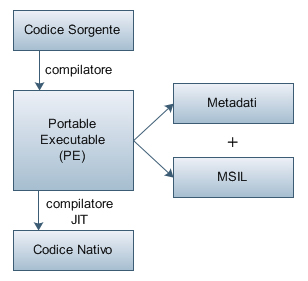 Codice Sorgente
compilatore
Portable
Executable
(PE)
Metadati
+
MSIL
compilatore
JIT
Codice Nativo